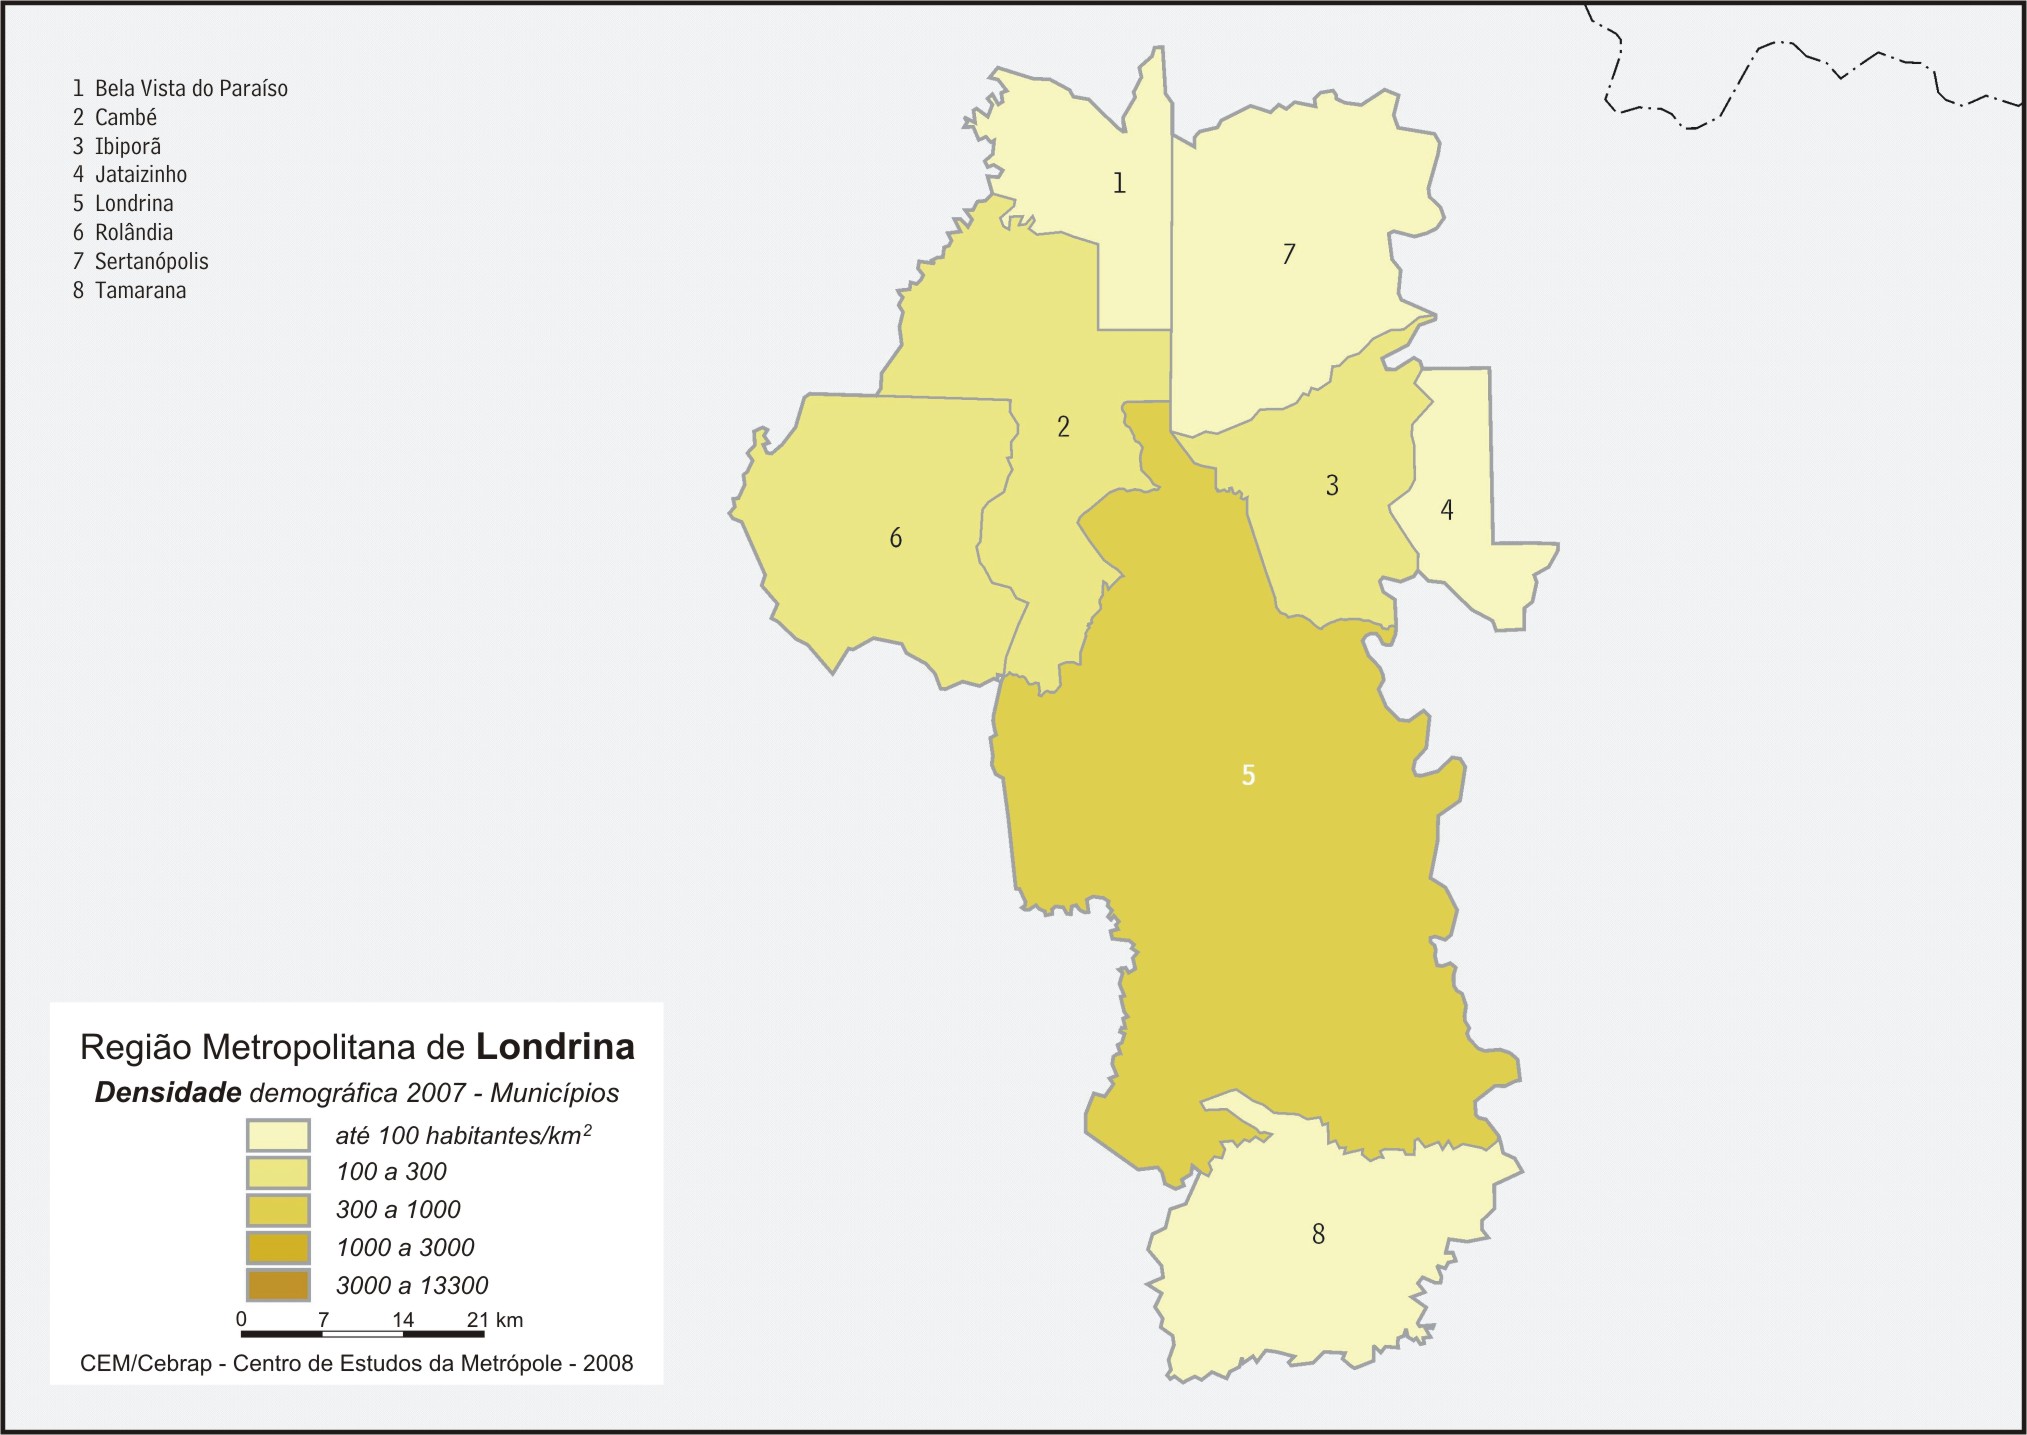 1 Bela Vista do Paraíso
2 Cambé
3 Ibiporã
4 Jataizinho
5 Londrina
6 Rolândia
7 Sertanópolis
8 Tamarana
1
7
2
3
4
6
5
8
Região Metropolitana de Londrina
Densidade demográfica 2007 - Municípios
até 100 habitantes/km²
100 a 300
300 a 1000
1000 a 3000
3000 a 13300
0 7 14 21 km
CEM/Cebrap - Centro de Estudos da Metrópole - 2008